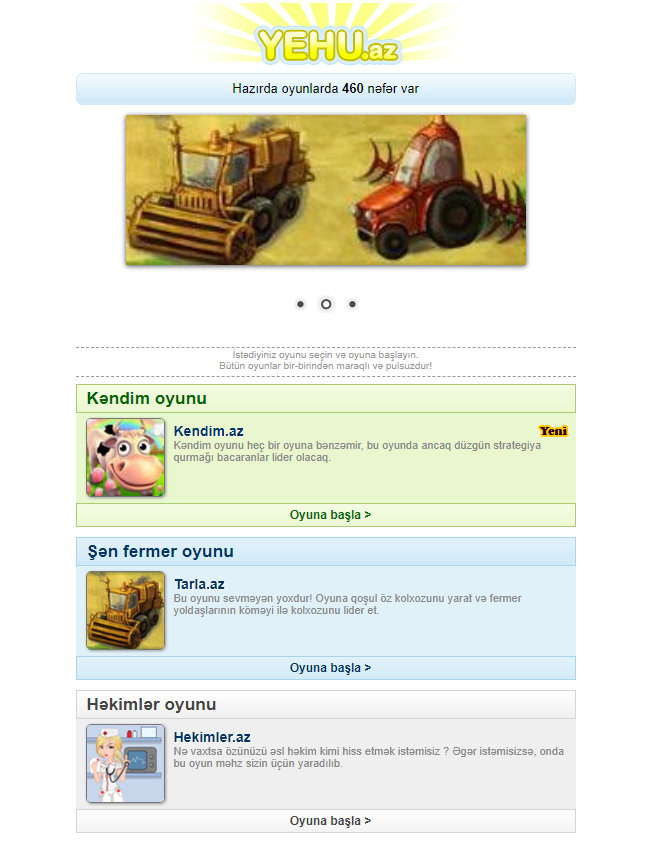 YEHU.az
Hazırda oyunlarda 460 nəfər var
İstədiyiniz oyunu seçin və oyuna başlayın.
Bütün oyunlar bir-birindən maraqlı və pulsuzdur!
Kəndim oyunu
Kendim.az
Yeni
Kəndim oyunu heç bir oyuna bənzəmir, bu oyunda ancaq düzgün strategiya
qurmağı bacaranlar lider olacaq.
Oyuna başla >
Şən fermer oyunu
Tarla.az
Bu oyunu sevməyən yoxdur! Oyuna qoşul öz kolxozunu yarat və fermer
yoldaşlarının köməyi ilə kolxozunu lider et.
Oyuna başla >
Həkimlər oyunu
Hekimler.az
Nə vaxtsa özünüzü əsl həkim kimi hiss etmək istəmisiz ? Əgər istəmisizsə, onda
bu oyun məhz sizin üçün yaradılıb.
Oyuna başla >